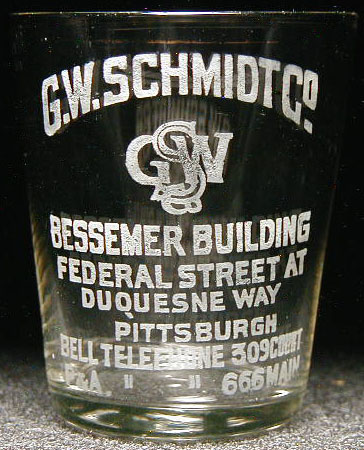 G.W. SCHMIDT CO.
GWS
BESSEMER BUILDING
FEDERAL STREET AT
DUQUESNE WAY
PITTSBURGH
BELL TELEPHONE 309 COURT
P&A " " 666 MAIN